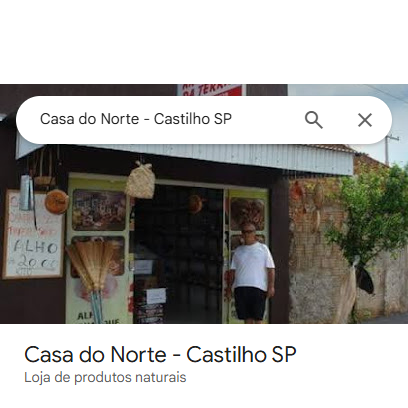 Casa do Norte - Castilho SP
DA TERRA
ALHO
20,00
Casa do Norte - Castilho SP
Loja de produtos naturais